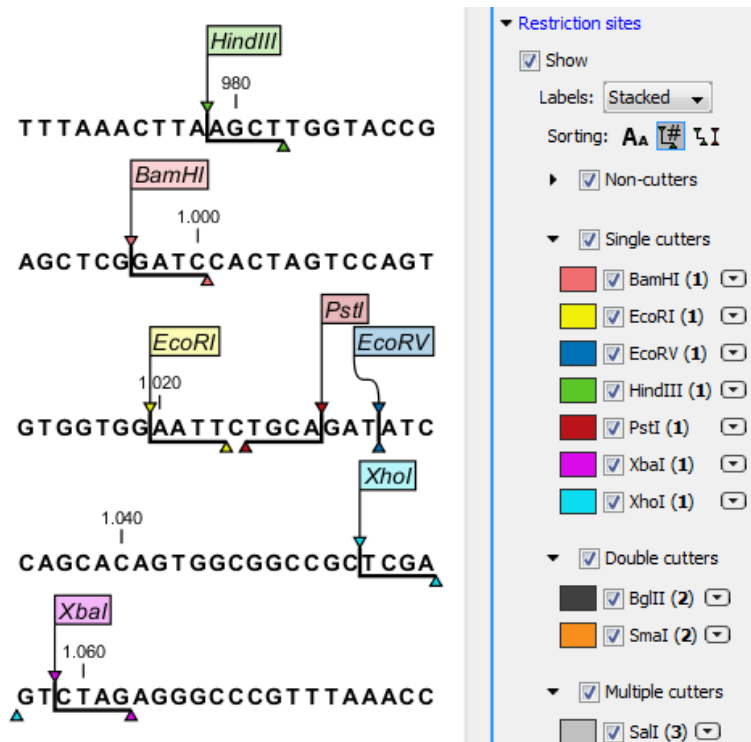 HindIII
980
TTTAAACTTAAGCTTGGTACCG
BamHI
1.000
AGCTCGGATCCACTAGTCCAGT
PstI
EcoRI
EcoRV
1.020
GTGGTGGAATTCTGCAGATATC
XhoI
1.040
CAGCACAGTGGCGGCCGCTCGA
XbaI
1.060
GTCTAGAGGGCCCGTTTAAACC
Restriction sites
Show
Labels: Stacked
Sorting: AA #
Non-cutters
Single cutters
BamHI (1)
EcoRI (1)
EcoRV (1)
HindIII (1)
PstI (1)
XbaI (1)
XhoI (1)
Double cutters
BglII (2)
SmaI (2)
Multiple cutters
SalI (3)